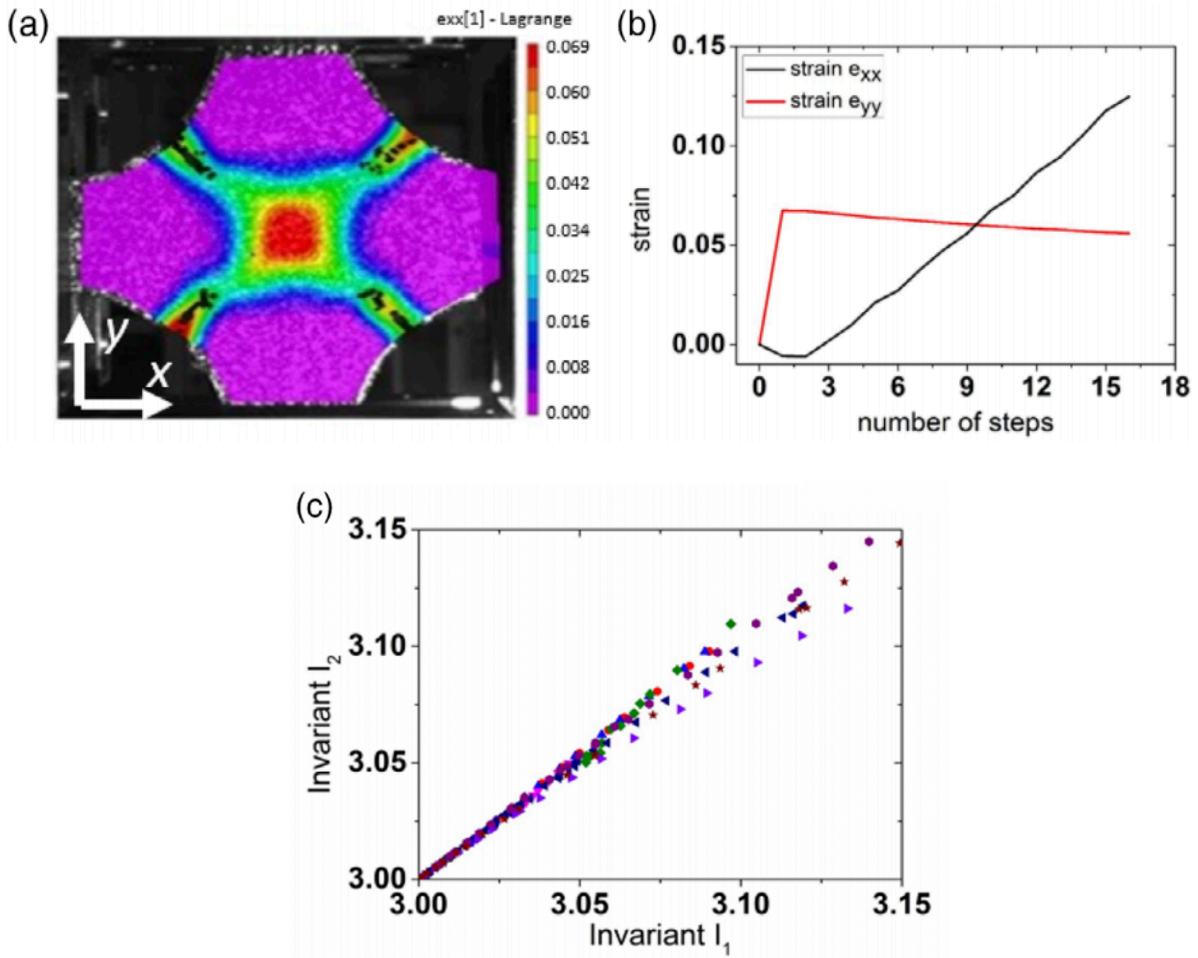 (a)
exx[1] - Lagrange
0.069
0.060
0.051
0.042
0.034
0.025
0.016
0.008
0.000
y
x
(b)
0.15
0.10
0.05
0.00
strain
strain exx
strain eyy
0 3 6 9 12 15 18
number of steps
(c)
3.15
3.10
3.05
3.00
Invariant I2
3.00 3.05 3.10 3.15
Invariant I1